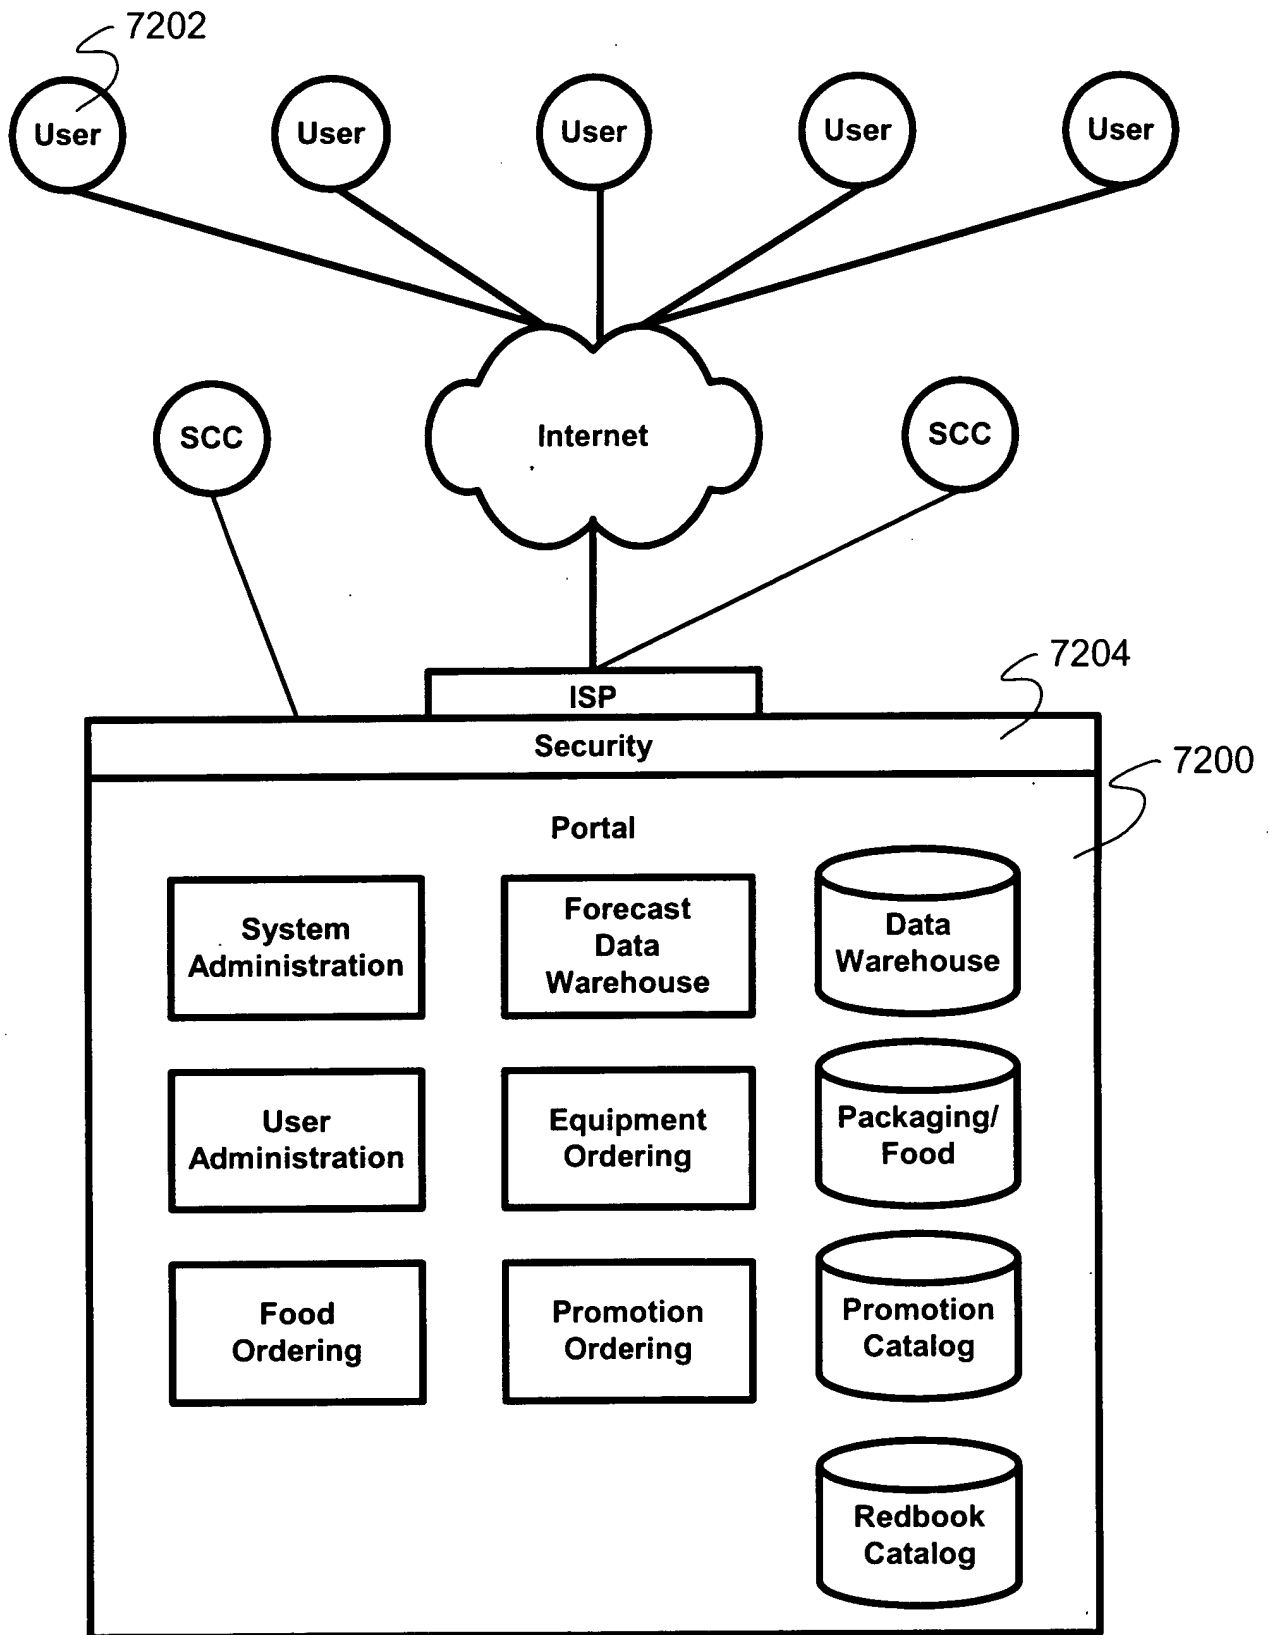 7202
User
User
User
User
User
SCC
Internet
SCC
7204
ISP
Security
7200
Portal
System
Administration
Forecast
Data
Warehouse
Data
Warehouse
User
Administration
Equipment
Ordering
Packaging/
Food
Food
Ordering
Promotion
Ordering
Promotion
Catalog
Redbook
Catalog